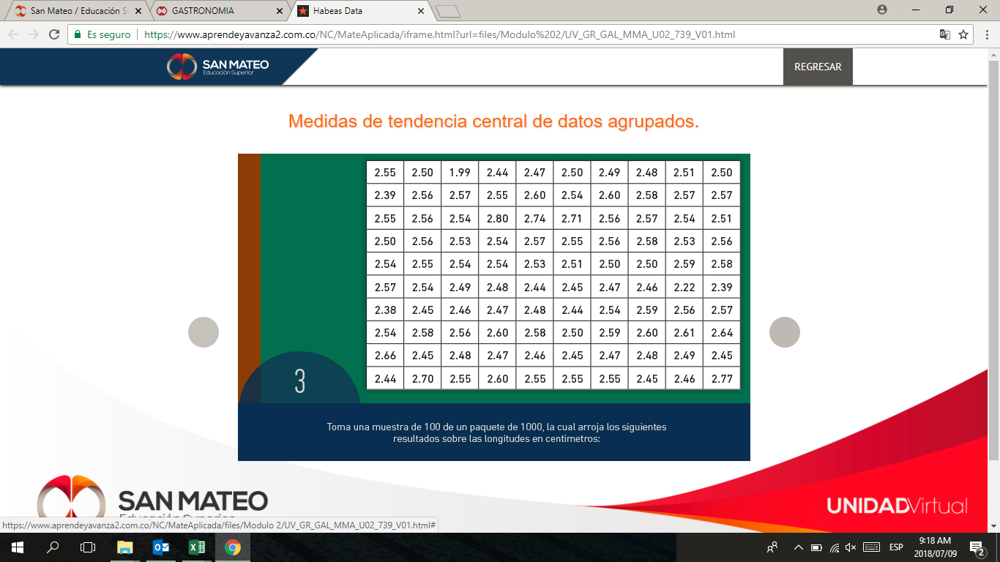 San Mateo / Educación S
GASTRONOMIA
Habeas Data
Es seguro
https://www.aprendeyavanza2.com.co/NC/MateAplicada/iframe.html?url=files/Modulo%202/UV_GR_GAL_MMA_U02_739_V01.html
SAN MATEO
Educación Superior
REGRESAR
Medidas de tendencia central de datos agrupados.
2.55 2.50 1.99 2.44 2.47 2.50 2.49 2.48 2.51 2.50
2.39 2.56 2.57 2.55 2.60 2.54 2.60 2.58 2.57 2.57
2.55 2.56 2.54 2.80 2.74 2.71 2.56 2.57 2.54 2.51
2.50 2.56 2.53 2.54 2.57 2.55 2.56 2.58 2.53 2.56
2.54 2.55 2.54 2.54 2.53 2.51 2.50 2.50 2.59 2.58
2.57 2.54 2.49 2.48 2.44 2.45 2.47 2.46 2.22 2.39
2.38 2.45 2.46 2.47 2.48 2.44 2.54 2.59 2.56 2.57
2.54 2.58 2.56 2.60 2.58 2.50 2.59 2.60 2.61 2.64
2.66 2.45 2.48 2.47 2.46 2.45 2.47 2.48 2.49 2.45
2.44 2.70 2.55 2.60 2.55 2.55 2.55 2.45 2.46 2.77
3
Toma una muestra de 100 de un paquete de 1000, la cual arroja los siguientes
resultados sobre las longitudes en centímetros:
SAN MATEO
Educación Superior
UNIDADVirtual
https://www.aprendeyavanza2.com.co/NC/MateAplicada/files/Modulo 2/UV_GR_GAL_MMA_U02_739_V01.html#
ESP
9:18 AM
2018/07/09
2